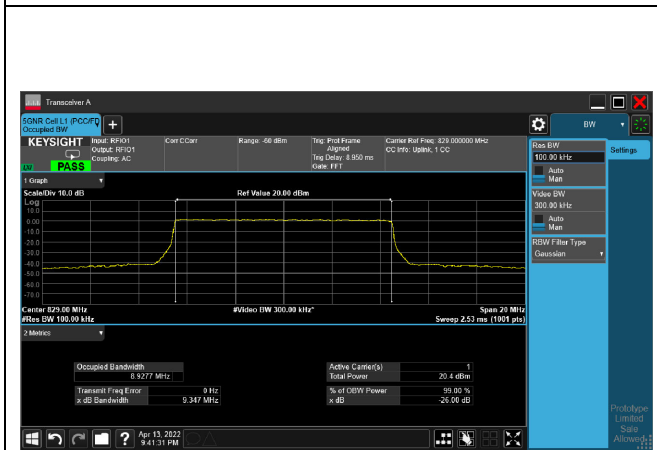 Transceiver A
5GNR Cell L1 (PCC/FD
Occupied BW
+
BW
KEYSIGHT
Input: RFIO1
Output: RFIO1
Coupling: AC
Corr CCorr
Range: -60 dBm
Trig: Prot Frame
Aligned
Trig Delay: 8.950 ms
Gate: FFT
Carrier Ref Freq: 829.000000 MHz
CC Info: Uplink, 1 CC
PASS
Res BW
100.00 kHz
Auto
Man
Video BW
300.00 kHz
Auto
Man
RBW Filter Type
Gaussian
Settings
1 Graph
Scale/Div 10.0 dB
Ref Value 20.00 dBm
Log
10.0
0.00
-10.0
-20.0
-30.0
-40.0
-50.0
-60.0
-70.0
Center 829.00 MHz
#Video BW 300.00 kHz*
Span 20 MHz
#Res BW 100.00 kHz
Sweep 2.53 ms (1001 pts)
2 Metrics
Occupied Bandwidth
8.9277 MHz
Transmit Freq Error 0 Hz
x dB Bandwidth 9.347 MHz
Active Carrier(s) 1
Total Power 20.4 dBm
% of OBW Power 99.00 %
x dB -26.00 dB
Prototype
Limited
Sale
Allowed
?
Apr 13, 2022
9:41:31 PM